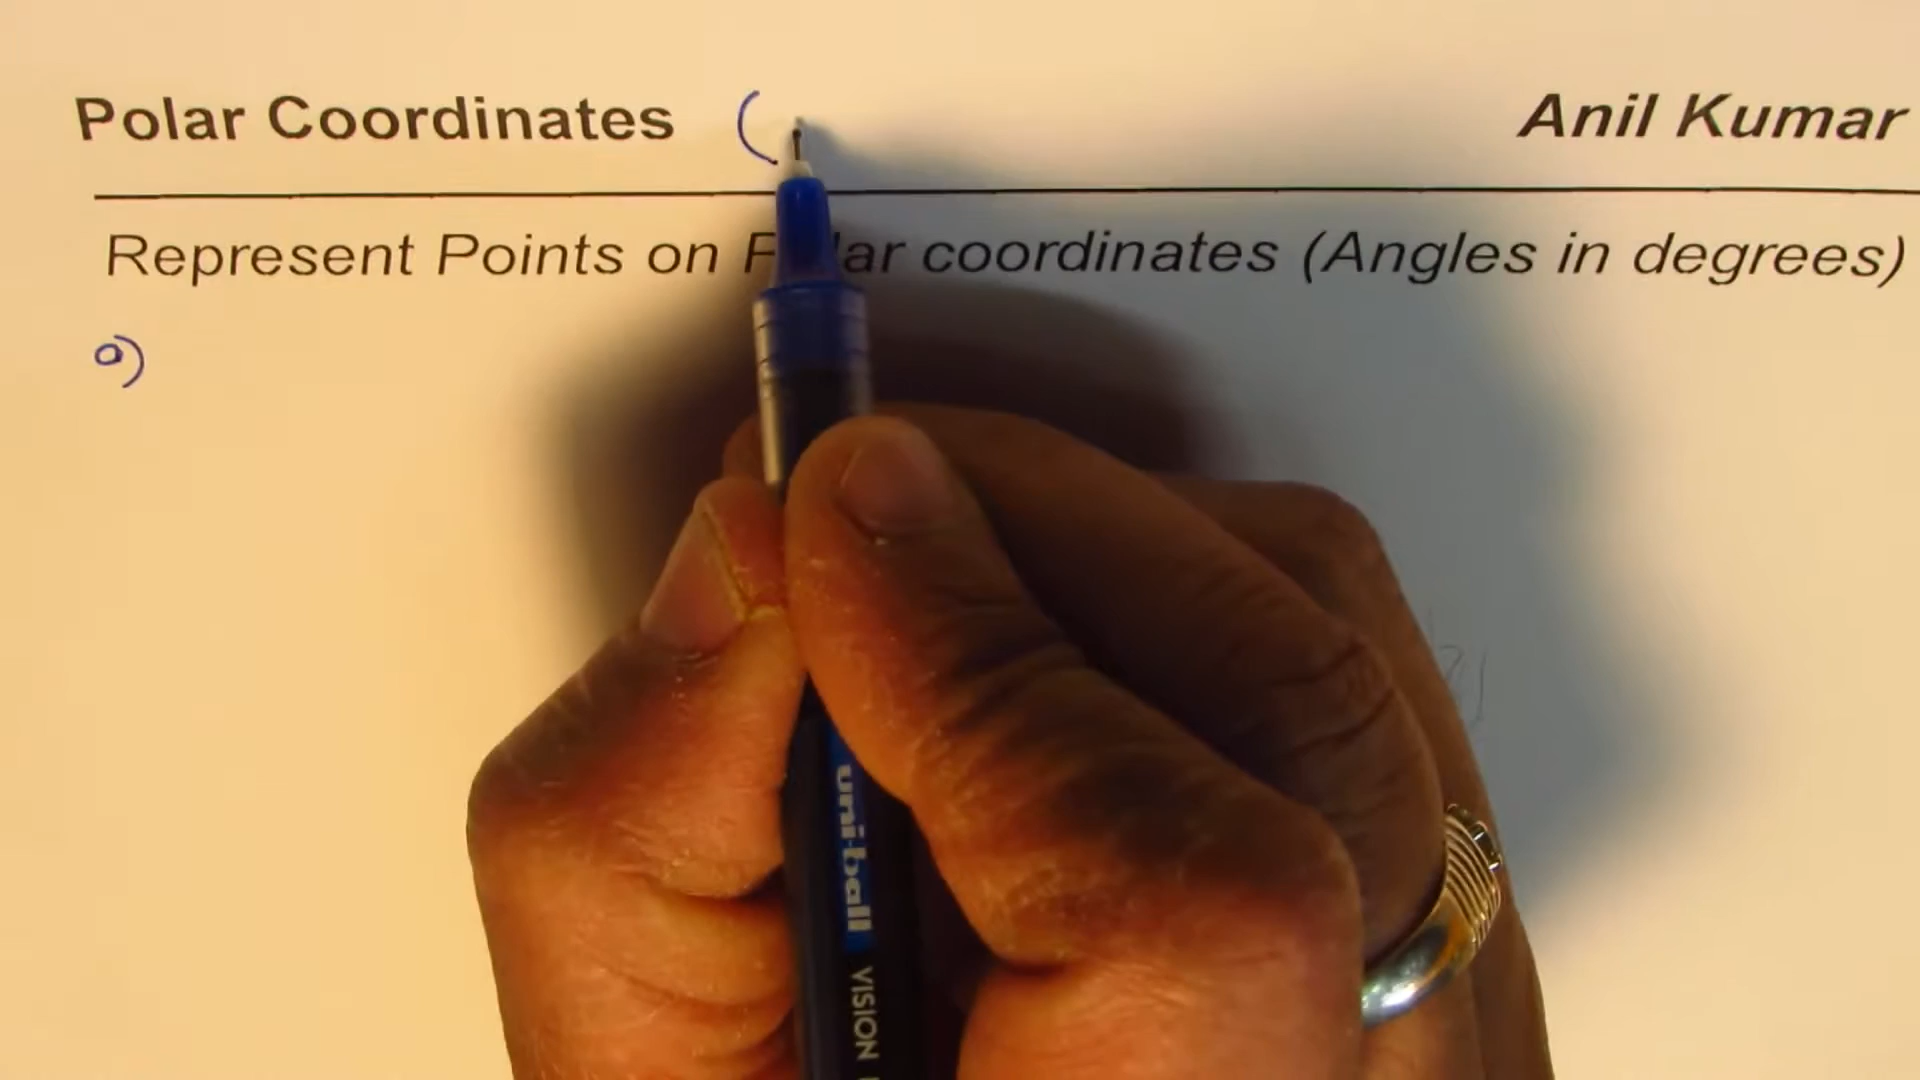 Polar Coordinates (
Anil Kumar
Represent Points on Polar coordinates (Angles in degrees)
a)
uni-ball VISION